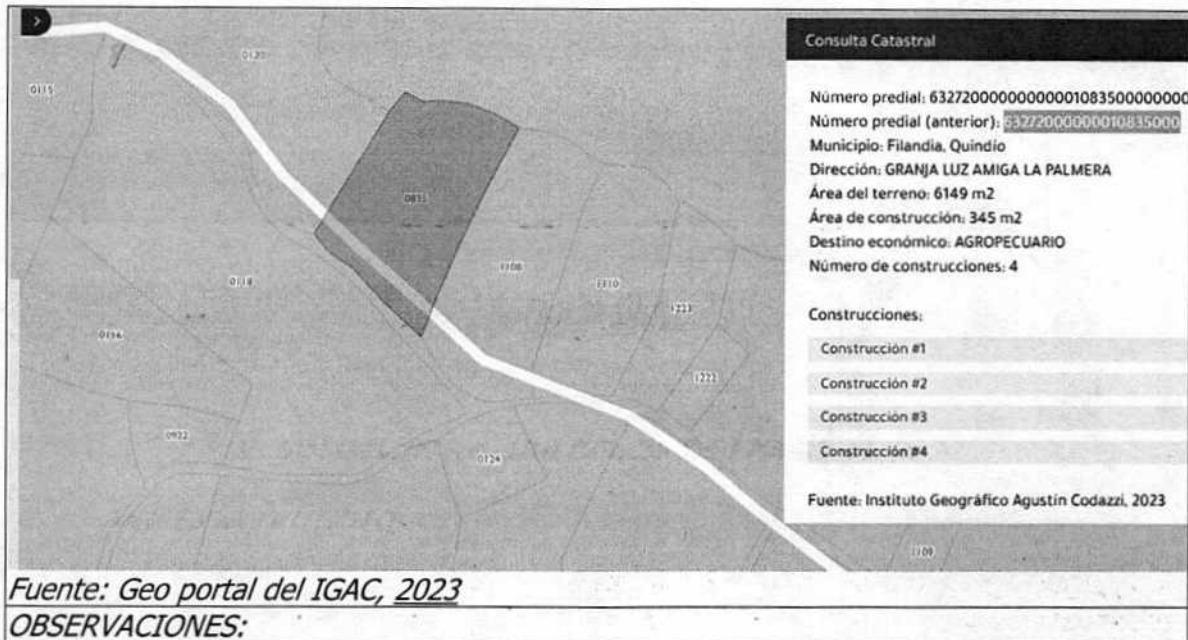 0120
0115
0835
0118
1108
1110
1223
0116
1222
0922
0124
1109
Consulta Catastral
Número predial: 632720000000000010835000000000
Número predial (anterior): 63272000000010835000
Municipio: Filandia, Quindío
Dirección: GRANJA LUZ AMIGA LA PALMERA
Área del terreno: 6149 m2
Área de construcción: 345 m2
Destino económico: AGROPECUARIO
Número de construcciones: 4
Construcciones:
Construcción #1
Construcción #2
Construcción #3
Construcción #4
Fuente: Instituto Geográfico Agustín Codazzi, 2023
Fuente: Geo portal del IGAC, 2023
OBSERVACIONES: